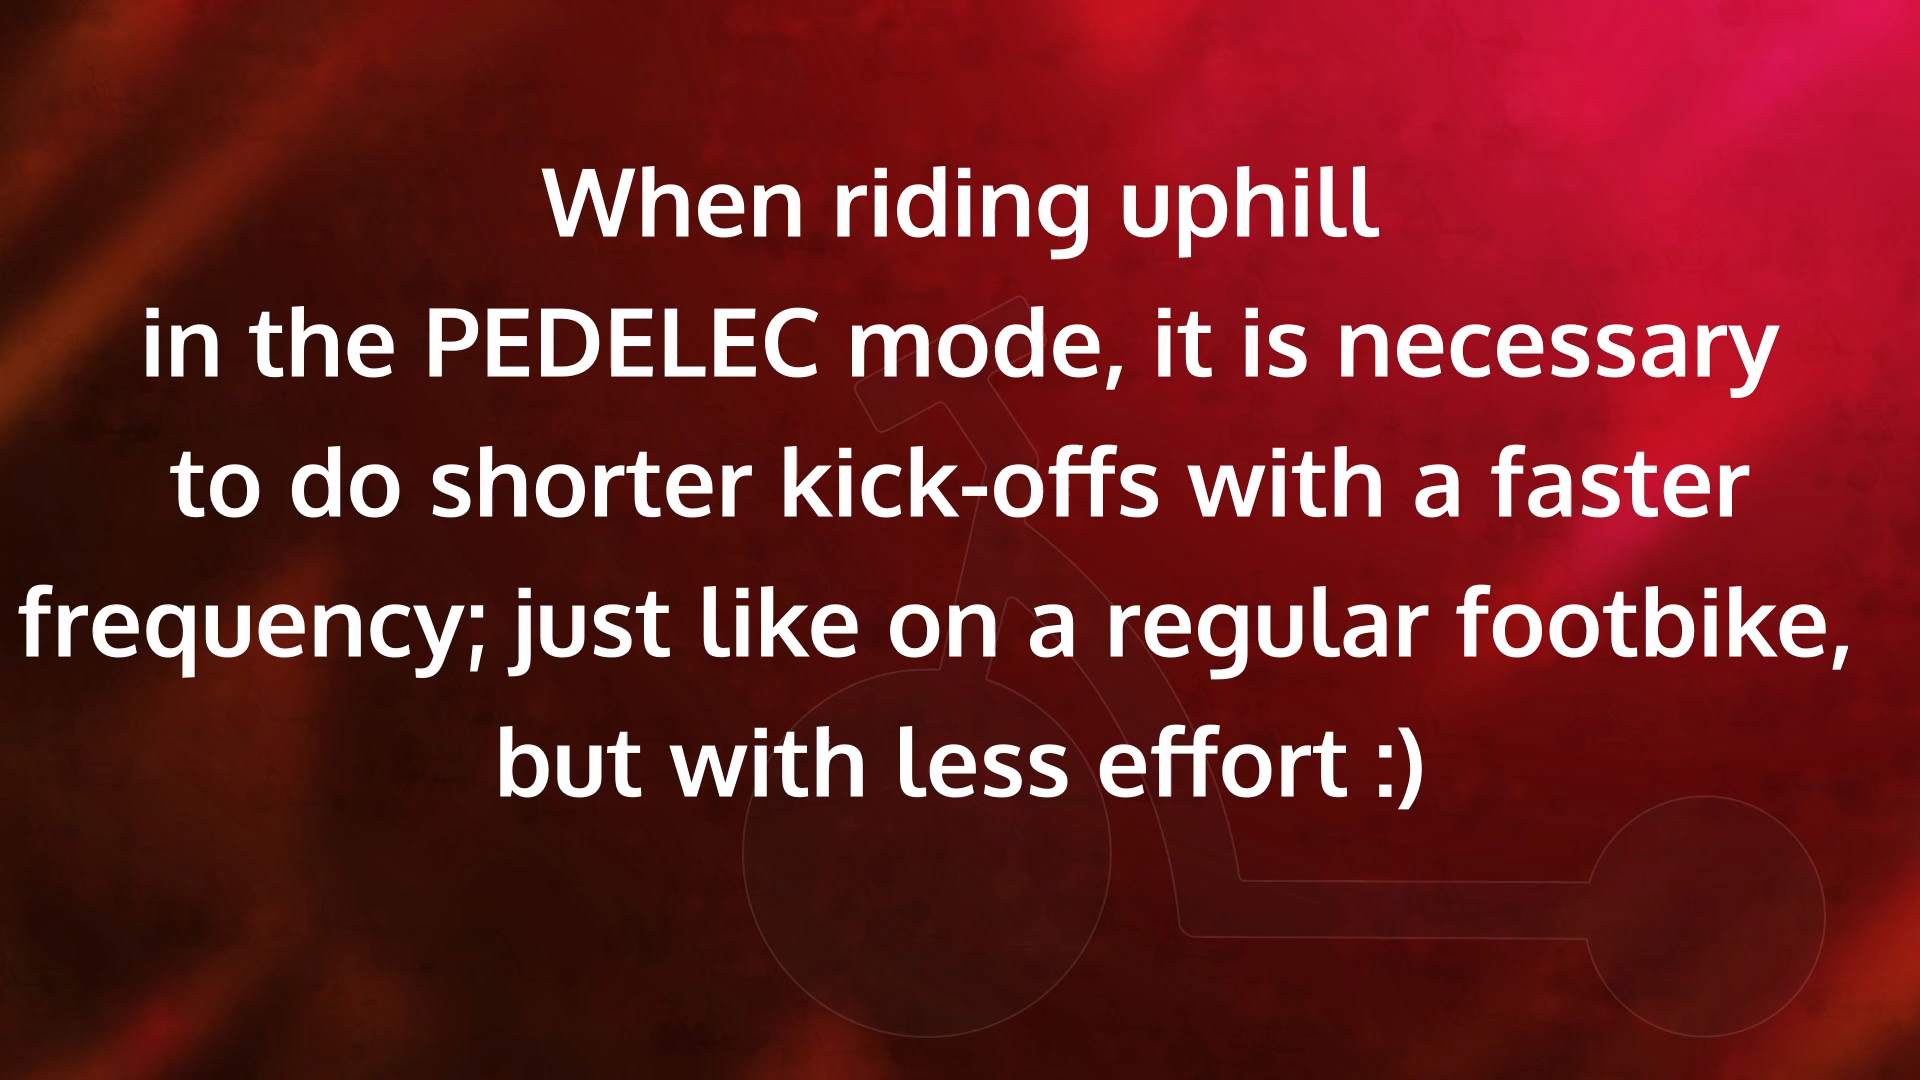 When riding uphill
in the PEDELEC mode, it is necessary
to do shorter kick-offs with a faster
frequency; just like on a regular footbike,
but with less effort :)